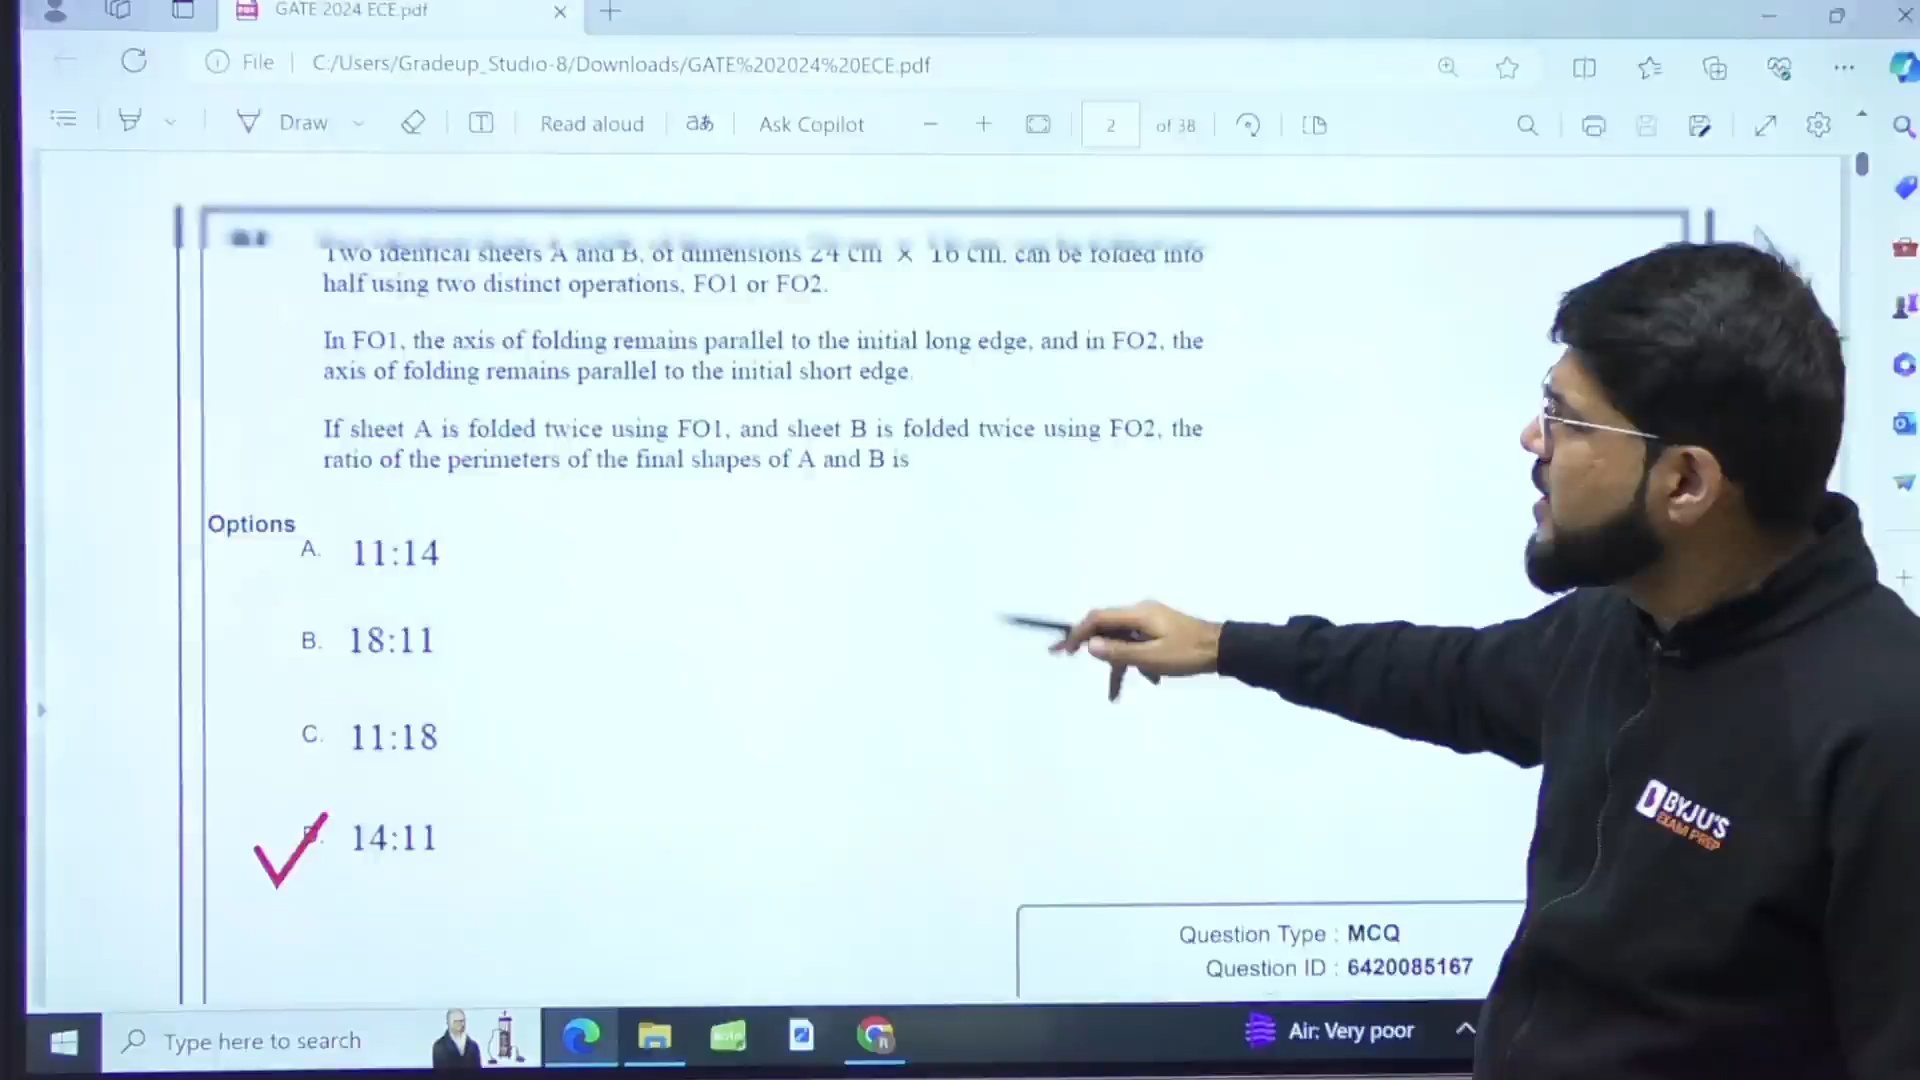 GATE 2024 ECE.pdf
File
C:/Users/Gradeup_Studio-8/Downloads/GATE%202024%20ECE.pdf
Draw
Read aloud
aあ
Ask Copilot
2 of 38
Two identical sheets A and B, of dimensions 24 cm × 16 cm, can be folded into
half using two distinct operations, FO1 or FO2.
In FO1, the axis of folding remains parallel to the initial long edge, and in FO2, the
axis of folding remains parallel to the initial short edge.
If sheet A is folded twice using FO1, and sheet B is folded twice using FO2, the
ratio of the perimeters of the final shapes of A and B is
Options
A. 11:14
B. 18:11
C. 11:18
14:11
Question Type : MCQ
Question ID : 6420085167
BYJU'S
EXAM PREP
Type here to search
Air: Very poor